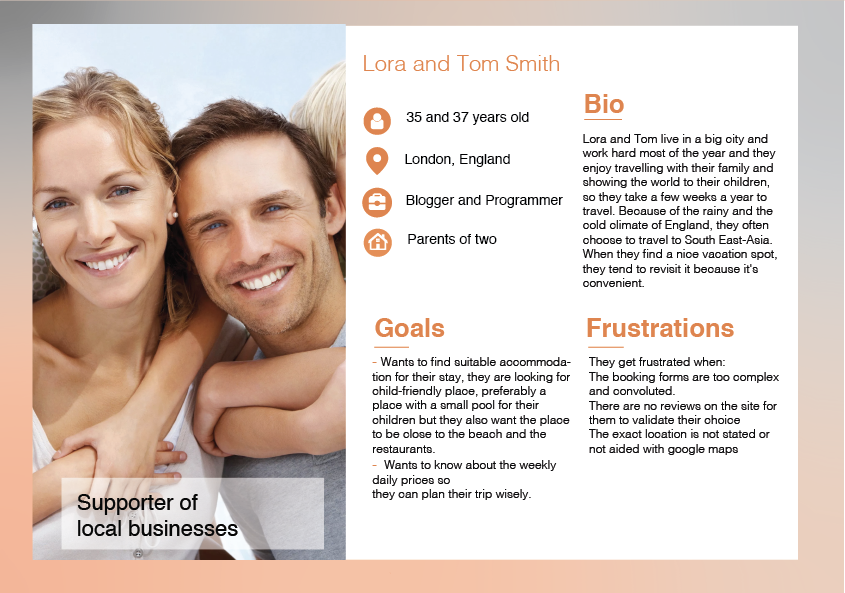 Lora and Tom Smith
35 and 37 years old
London, England
Blogger and Programmer
Parents of two
Bio
Lora and Tom live in a big city and
work hard most of the year and they
enjoy travelling with their family and
showing the world to their children,
so they take a few weeks a year to
travel. Because of the rainy and the
cold climate of England, they often
choose to travel to South East-Asia.
When they find a nice vacation spot,
they tend to revisit it because it's
convenient.
Goals
- Wants to find suitable accommoda-
tion for their stay, they are looking for
child-friendly place, preferably a
place with a small pool for their
children but they also want the place
to be close to the beach and the
restaurants.
- Wants to know about the weekly
daily prices so
they can plan their trip wisely.
Frustrations
They get frustrated when:
The booking forms are too complex
and convoluted.
There are no reviews on the site for
them to validate their choice
The exact location is not stated or
not aided with google maps
Supporter of
local businesses